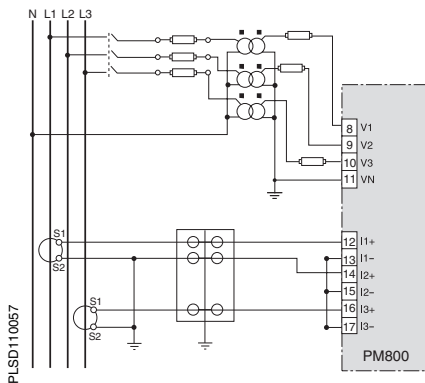 N L1 L2 L3
8 V1
9 V2
10 V3
11 VN
S1
S2
12 I1+
13 I1–
14 I2+
15 I2–
16 I3+
17 I3–
S1
S2
PM800
PLSD110057